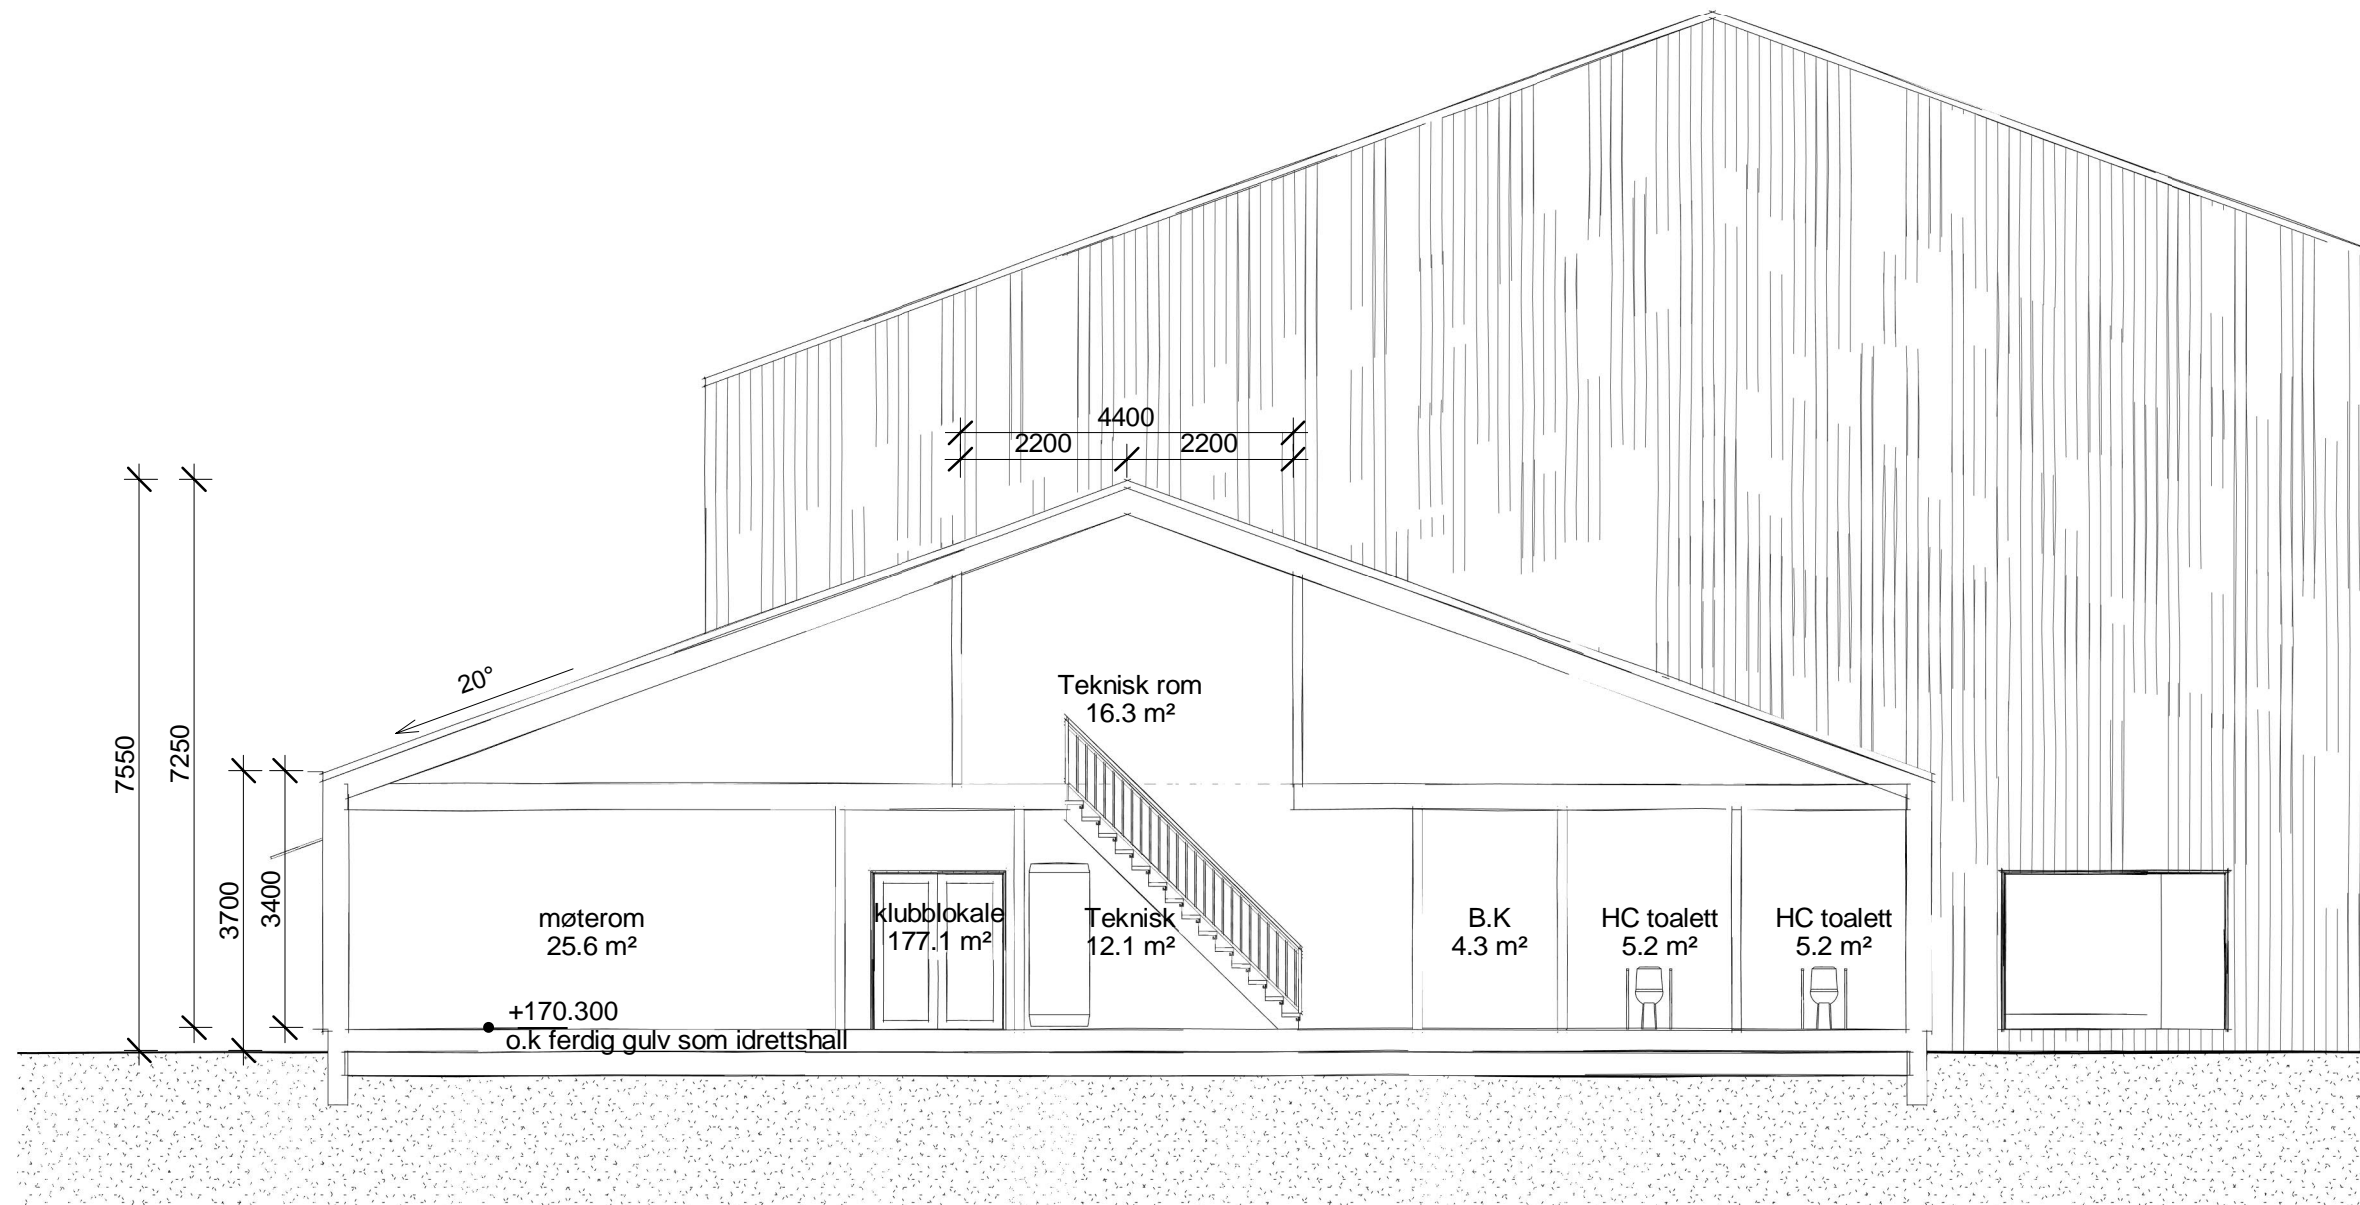 4400
2200
2200
20°
7550
7250
3700
3400
Teknisk rom
16.3 m²
møterom
25.6 m²
klubblokale
177.1 m²
Teknisk
12.1 m²
B.K
4.3 m²
HC toalett
5.2 m²
HC toalett
5.2 m²
+170.300
o.k ferdig gulv som idrettshall